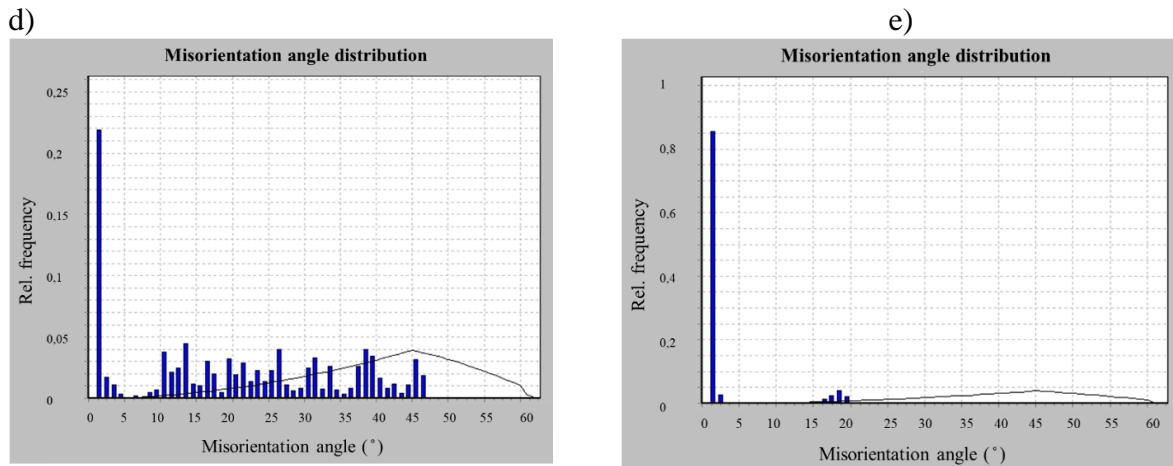 d)
e)
Misorientation angle distribution
0,25
0,2
0,15
0,1
0,05
0
Rel. frequency
0 5 10 15 20 25 30 35 40 45 50 55 60
Misorientation angle (°)
Misorientation angle distribution
1
0,8
0,6
0,4
0,2
0
Rel. frequency
0 5 10 15 20 25 30 35 40 45 50 55 60
Misorientation angle (°)